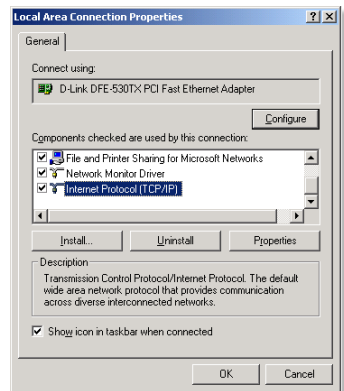 Local Area Connection Properties
General
Connect using:
D-Link DFE-530TX PCI Fast Ethernet Adapter
Configure
Components checked are used by this connection:
File and Printer Sharing for Microsoft Networks
Network Monitor Driver
Internet Protocol (TCP/IP)
Install...
Uninstall
Properties
Description
Transmission Control Protocol/Internet Protocol. The default
wide area network protocol that provides communication
across diverse interconnected networks.
Show icon in taskbar when connected
OK
Cancel